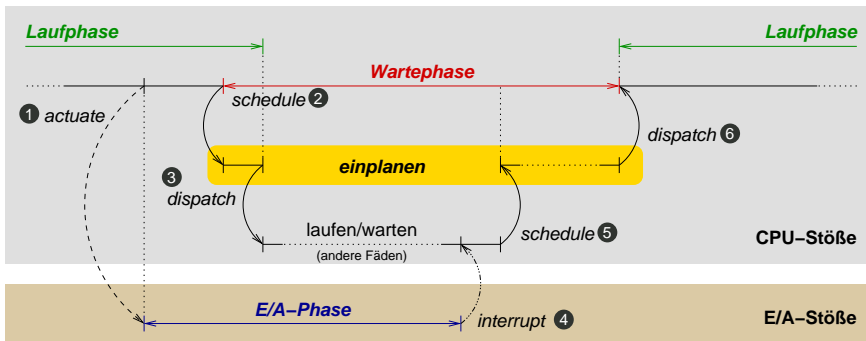 Laufphase
Laufphase
Wartephase
1 actuate
schedule 2
dispatch 6
einplanen
3
dispatch
laufen/warten
schedule 5
(andere Fäden)
CPU–Stöße
E/A–Phase
interrupt 4
E/A–Stöße